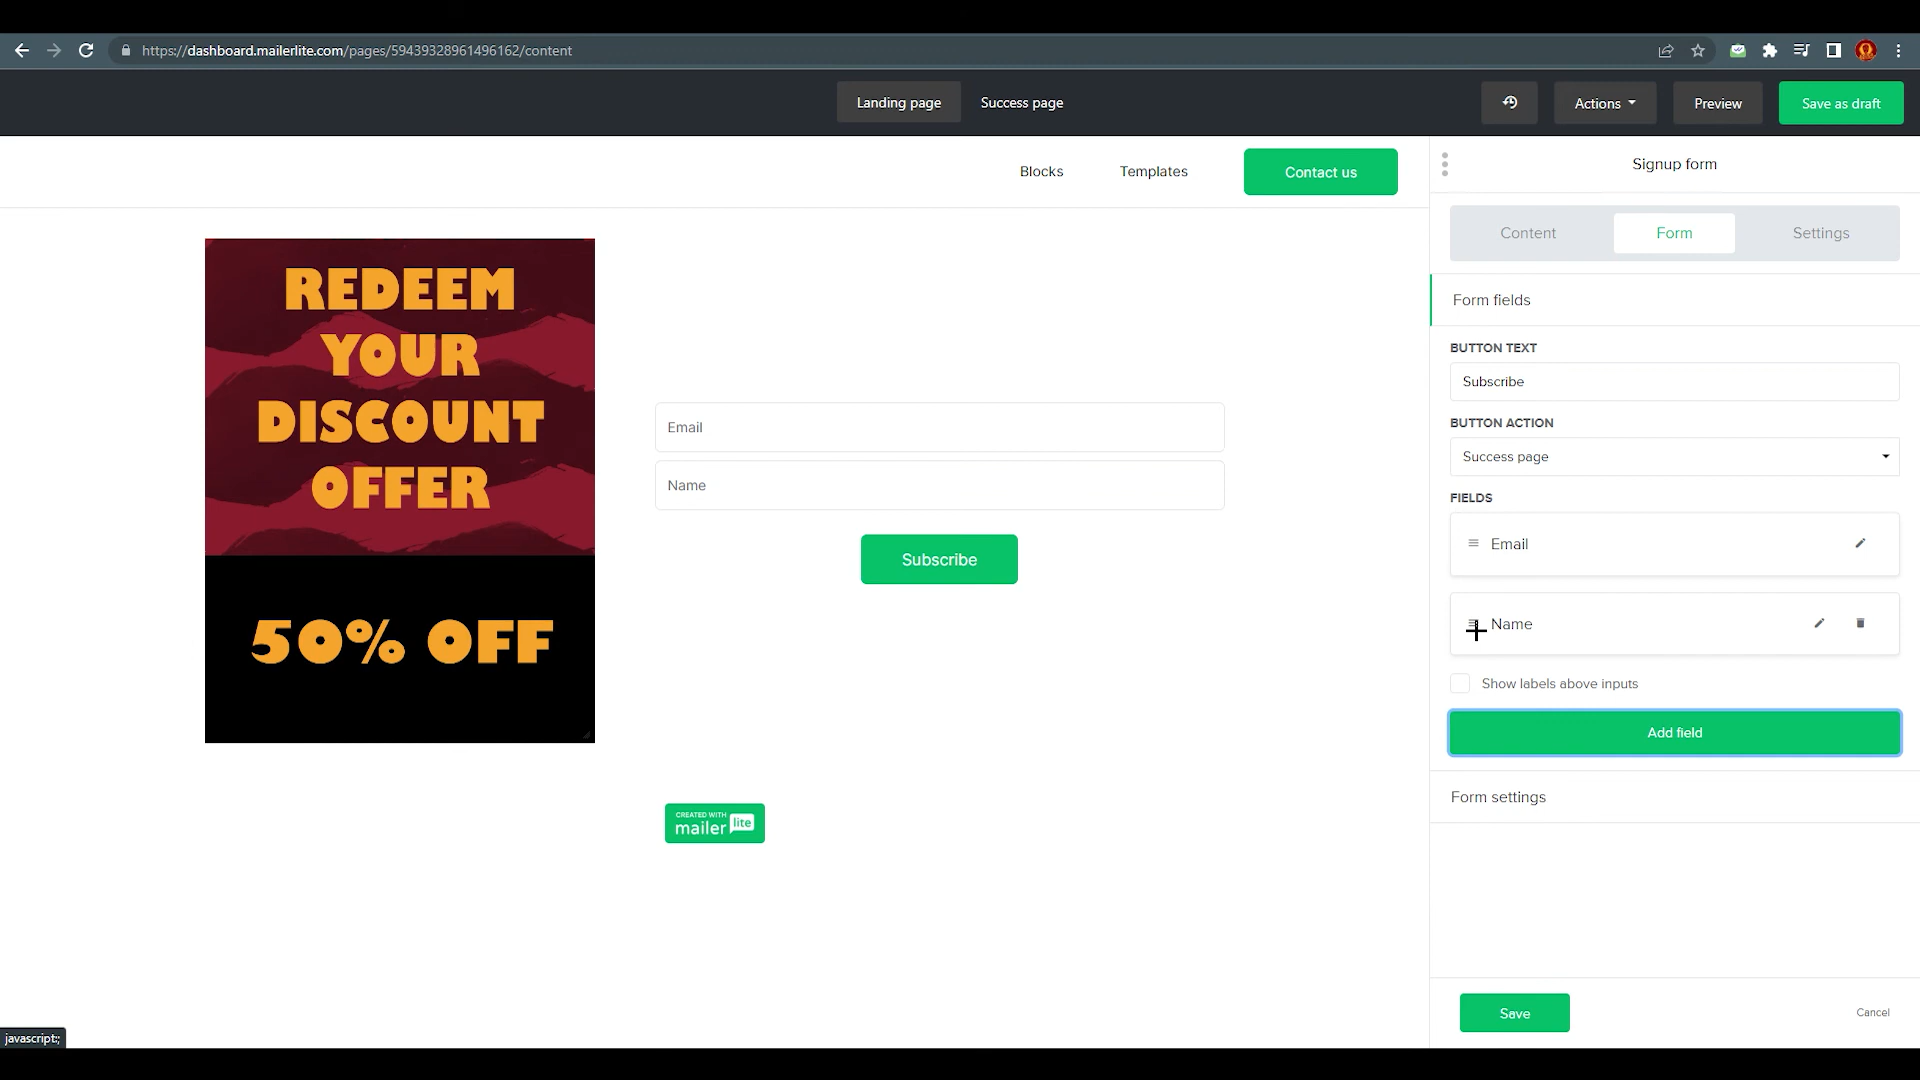 https://dashboard.mailerlite.com/pages/59439328961496162/content
Landing page
Success page
Actions
Preview
Save as draft
Blocks
Templates
Contact us
REDEEM
YOUR
DISCOUNT
OFFER
50% OFF
Email
Name
Subscribe
CREATED WITH
mailer lite
Signup form
Content
Form
Settings
Form fields
BUTTON TEXT
Subscribe
BUTTON ACTION
Success page
FIELDS
Email
Name
Show labels above inputs
Add field
Form settings
Save
Cancel
javascript:;